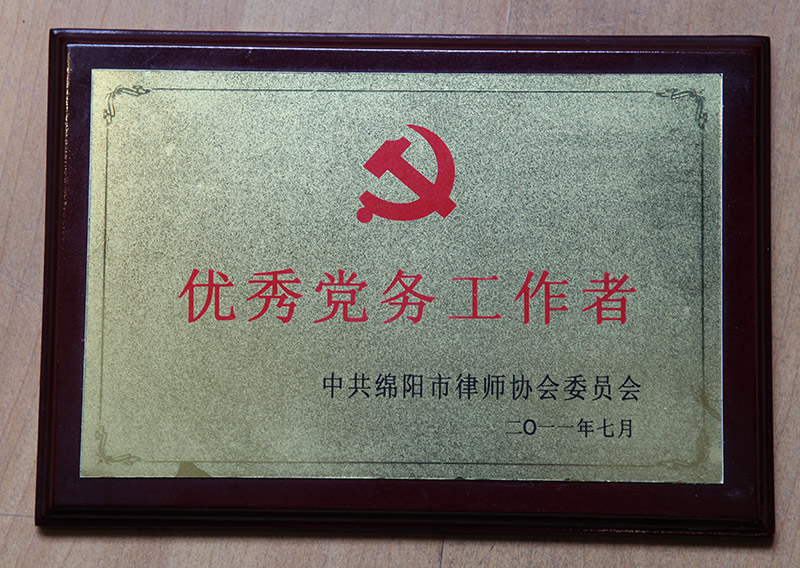 优秀党务工作者
中共绵阳市律师协会委员会
二〇一一年七月